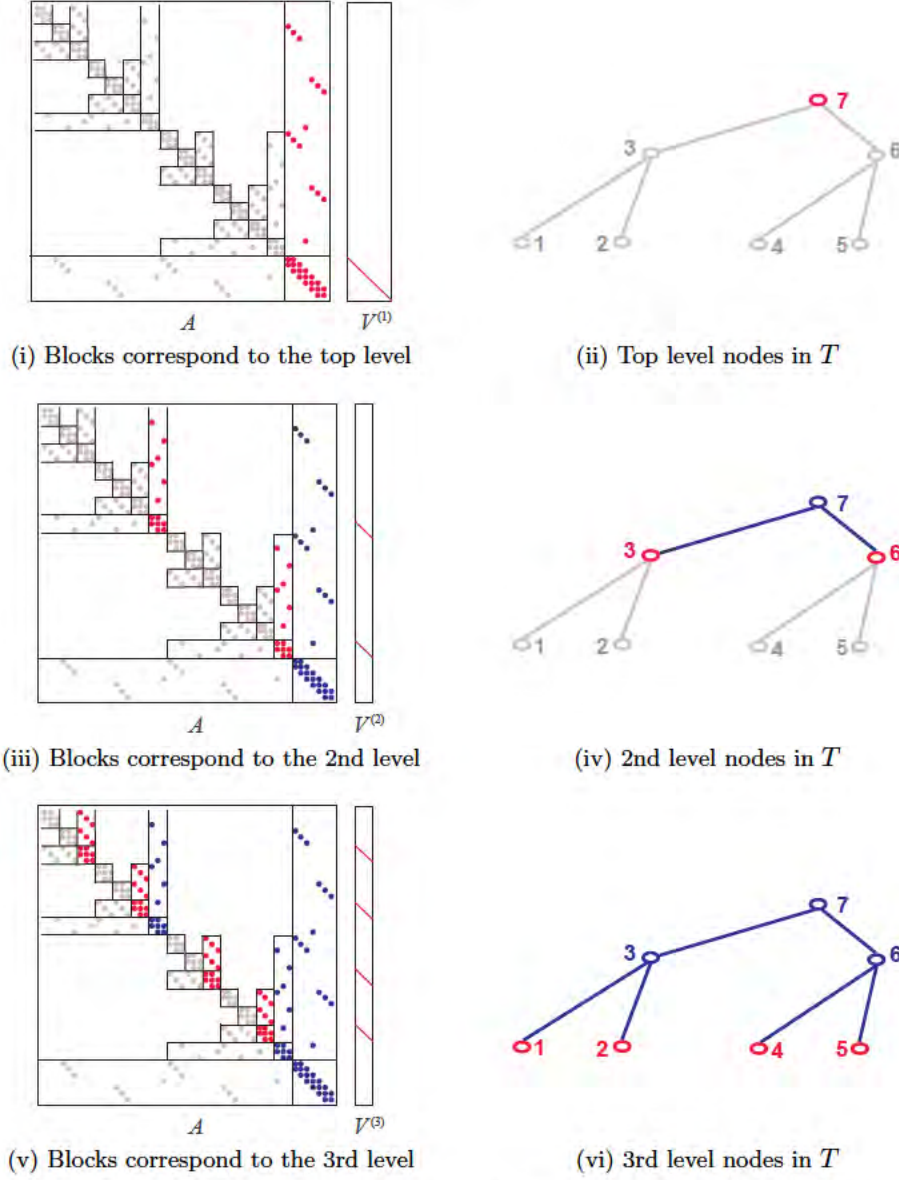 7
3
6
1
2
4
5
A
V(1)
(i) Blocks correspond to the top level
(ii) Top level nodes in T
7
3
6
1
2
4
5
A
V(2)
(iii) Blocks correspond to the 2nd level
(iv) 2nd level nodes in T
7
3
6
1
2
4
5
A
V(3)
(v) Blocks correspond to the 3rd level
(vi) 3rd level nodes in T